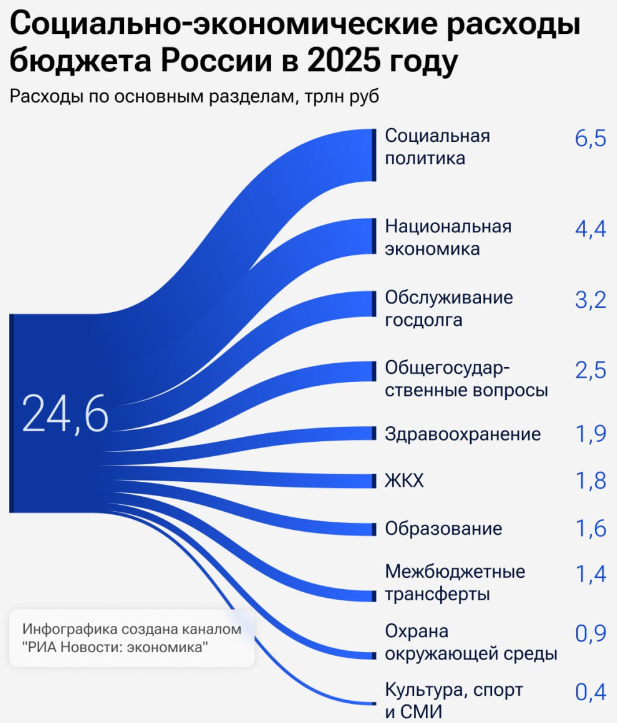 Социально-экономические расходы
бюджета России в 2025 году
Расходы по основным разделам, трлн руб
24,6
Социальная
политика
6,5
Национальная
экономика
4,4
Обслуживание
госдолга
3,2
Общегосудар-
ственные вопросы
2,5
Здравоохранение
1,9
ЖКХ
1,8
Образование
1,6
Межбюджетные
трансферты
1,4
Охрана
окружающей среды
0,9
Культура, спорт
и СМИ
0,4
Инфографика создана каналом
"РИА Новости: экономика"